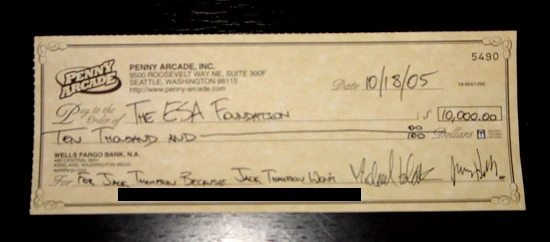 5490
PENNY ARCADE
PENNY ARCADE, INC.
9500 ROOSEVELT WAY NE, SUITE 300F
SEATTLE, WASHINGTON 98115
http://www.penny-arcade.com
Date 10/18/05
Pay to the
Order of THE ESA FOUNDATION $ 10,000.00
TEN THOUSAND AND 00 Dollars
WELLS FARGO BANK, N.A.
For FOR JACK THOMPSON BECAUSE JACK THOMPSON WON'T